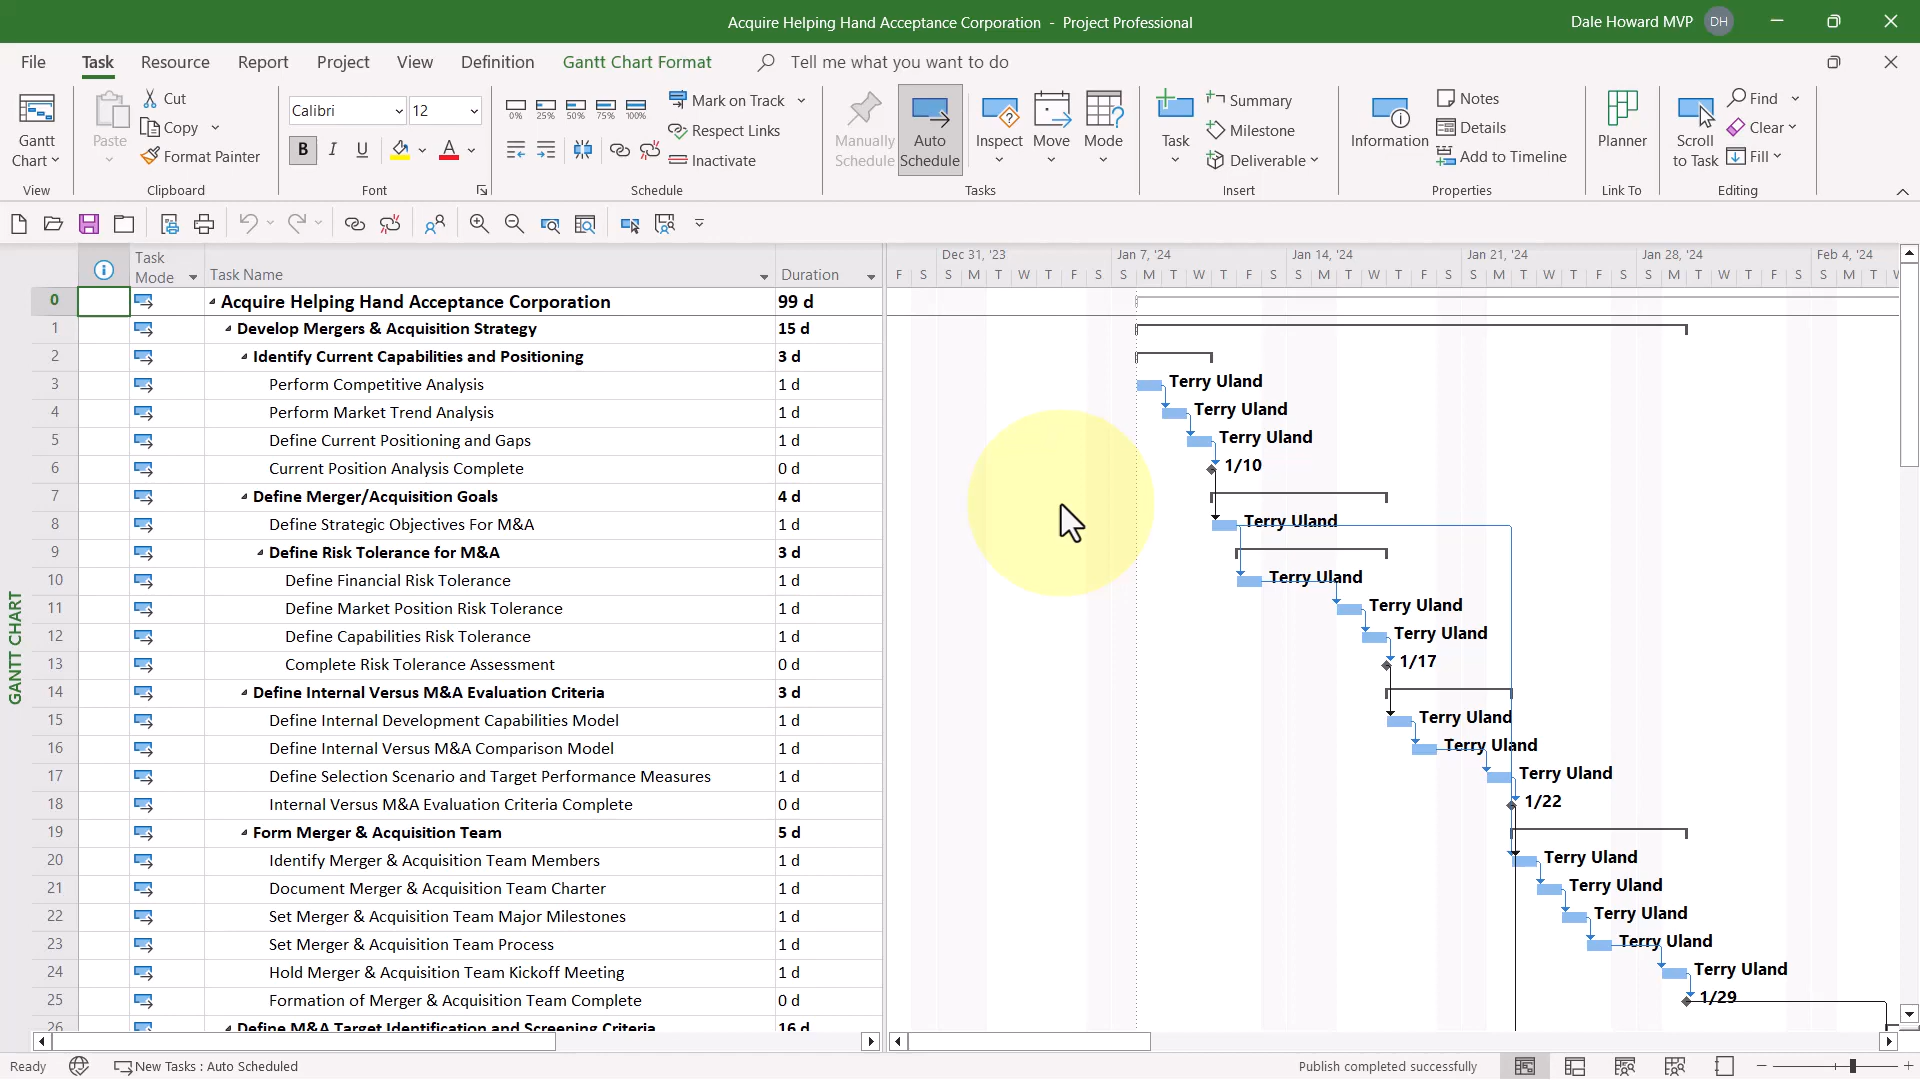 Acquire Helping Hand Acceptance Corporation - Project Professional
Dale Howard MVP DH
File Task Resource Report Project View Definition Gantt Chart Format Tell me what you want to do
Gantt Chart
View
Paste
Cut
Copy
Format Painter
Clipboard
Calibri 12
B I U A
Font
0% 25% 50% 75% 100%
Mark on Track
Respect Links
Inactivate
Schedule
Manually Schedule
Auto Schedule
Inspect
Move
Mode
Tasks
Task
Summary
Milestone
Deliverable
Insert
Information
Notes
Details
Add to Timeline
Properties
Planner
Link To
Scroll to Task
Find
Clear
Fill
Editing
Task Mode Task Name Duration
Dec 31, '23 Jan 7, '24 Jan 14, '24 Jan 21, '24 Jan 28, '24 Feb 4, '24
F S S M T W T F S S M T W T F S S M T W T F S S M T W T F S S M T W T F S S M T
0 Acquire Helping Hand Acceptance Corporation 99 d
1 Develop Mergers & Acquisition Strategy 15 d
2 Identify Current Capabilities and Positioning 3 d
3 Perform Competitive Analysis 1 d Terry Uland
4 Perform Market Trend Analysis 1 d Terry Uland
5 Define Current Positioning and Gaps 1 d Terry Uland
6 Current Position Analysis Complete 0 d 1/10
7 Define Merger/Acquisition Goals 4 d
8 Define Strategic Objectives For M&A 1 d Terry Uland
9 Define Risk Tolerance for M&A 3 d
10 Define Financial Risk Tolerance 1 d Terry Uland
11 Define Market Position Risk Tolerance 1 d Terry Uland
12 Define Capabilities Risk Tolerance 1 d Terry Uland
13 Complete Risk Tolerance Assessment 0 d 1/17
14 Define Internal Versus M&A Evaluation Criteria 3 d
15 Define Internal Development Capabilities Model 1 d Terry Uland
16 Define Internal Versus M&A Comparison Model 1 d Terry Uland
17 Define Selection Scenario and Target Performance Measures 1 d Terry Uland
18 Internal Versus M&A Evaluation Criteria Complete 0 d 1/22
19 Form Merger & Acquisition Team 5 d
20 Identify Merger & Acquisition Team Members 1 d Terry Uland
21 Document Merger & Acquisition Team Charter 1 d Terry Uland
22 Set Merger & Acquisition Team Major Milestones 1 d Terry Uland
23 Set Merger & Acquisition Team Process 1 d Terry Uland
24 Hold Merger & Acquisition Team Kickoff Meeting 1 d Terry Uland
25 Formation of Merger & Acquisition Team Complete 0 d 1/29
26 Define M&A Target Identification and Screening Criteria 16 d
GANTT CHART
Ready New Tasks : Auto Scheduled Publish completed successfully